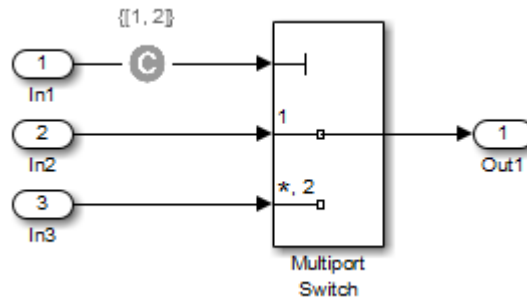 {[1, 2]}
1
C
In1
2
1
1
In2
Out1
3
*, 2
In3
Multiport
Switch